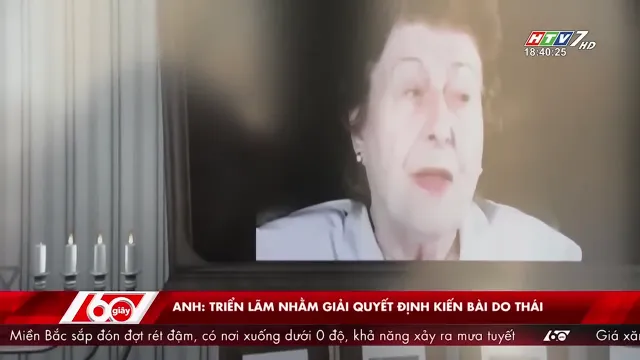 HTV7 HD
18:40:25
60 giây
ANH: TRIỂN LÃM NHẰM GIẢI QUYẾT ĐỊNH KIẾN BÀI DO THÁI
Miền Bắc sắp đón đợt rét đậm, có nơi xuống dưới 0 độ, khả năng xảy ra mưa tuyết
60
Giá xă